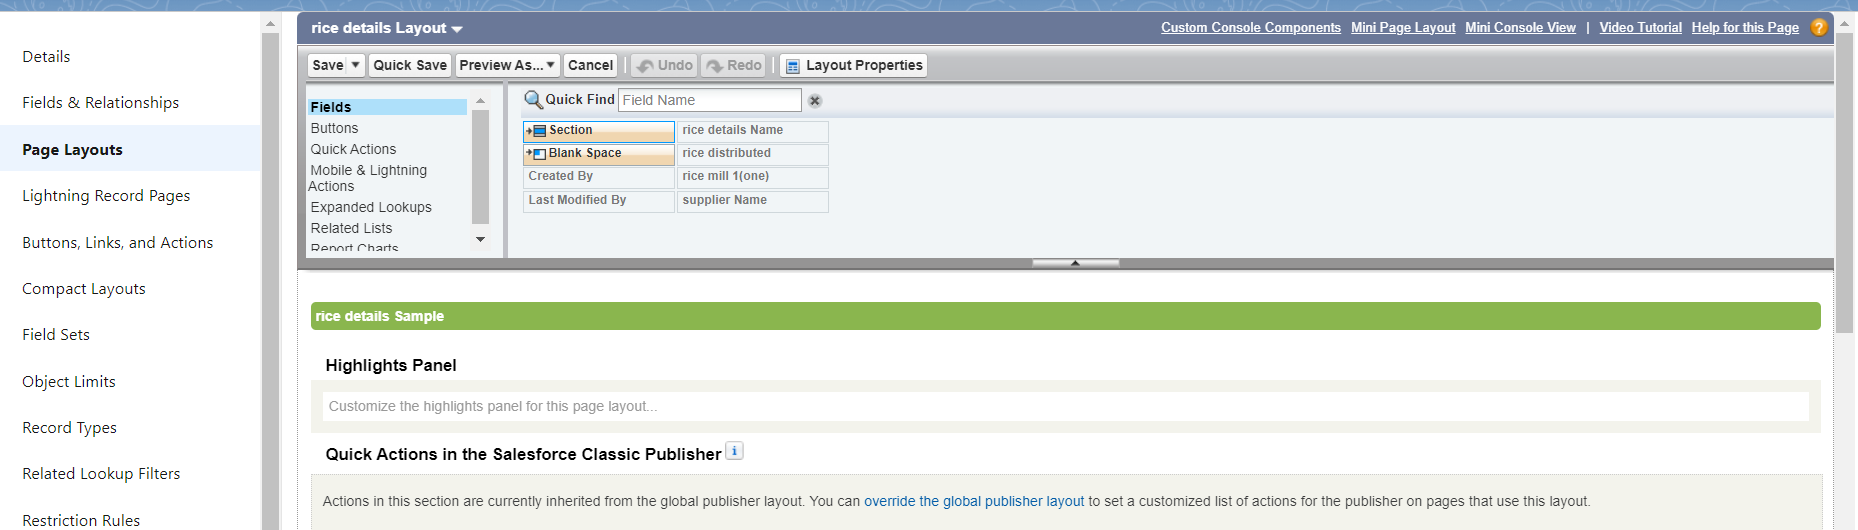 Details
Fields & Relationships
Page Layouts
Lightning Record Pages
Buttons, Links, and Actions
Compact Layouts
Field Sets
Object Limits
Record Types
Related Lookup Filters
Restriction Rules
rice details Layout
Custom Console Components Mini Page Layout Mini Console View | Video Tutorial Help for this Page ?
Save Quick Save Preview As... Cancel Undo Redo Layout Properties
Fields
Buttons
Quick Actions
Mobile & Lightning
Actions
Expanded Lookups
Related Lists
Report Charts
Quick Find Field Name
Section rice details Name
Blank Space rice distributed
Created By rice mill 1(one)
Last Modified By supplier Name
rice details Sample
Highlights Panel
Customize the highlights panel for this page layout...
Quick Actions in the Salesforce Classic Publisher i
Actions in this section are currently inherited from the global publisher layout. You can override the global publisher layout to set a customized list of actions for the publisher on pages that use this layout.